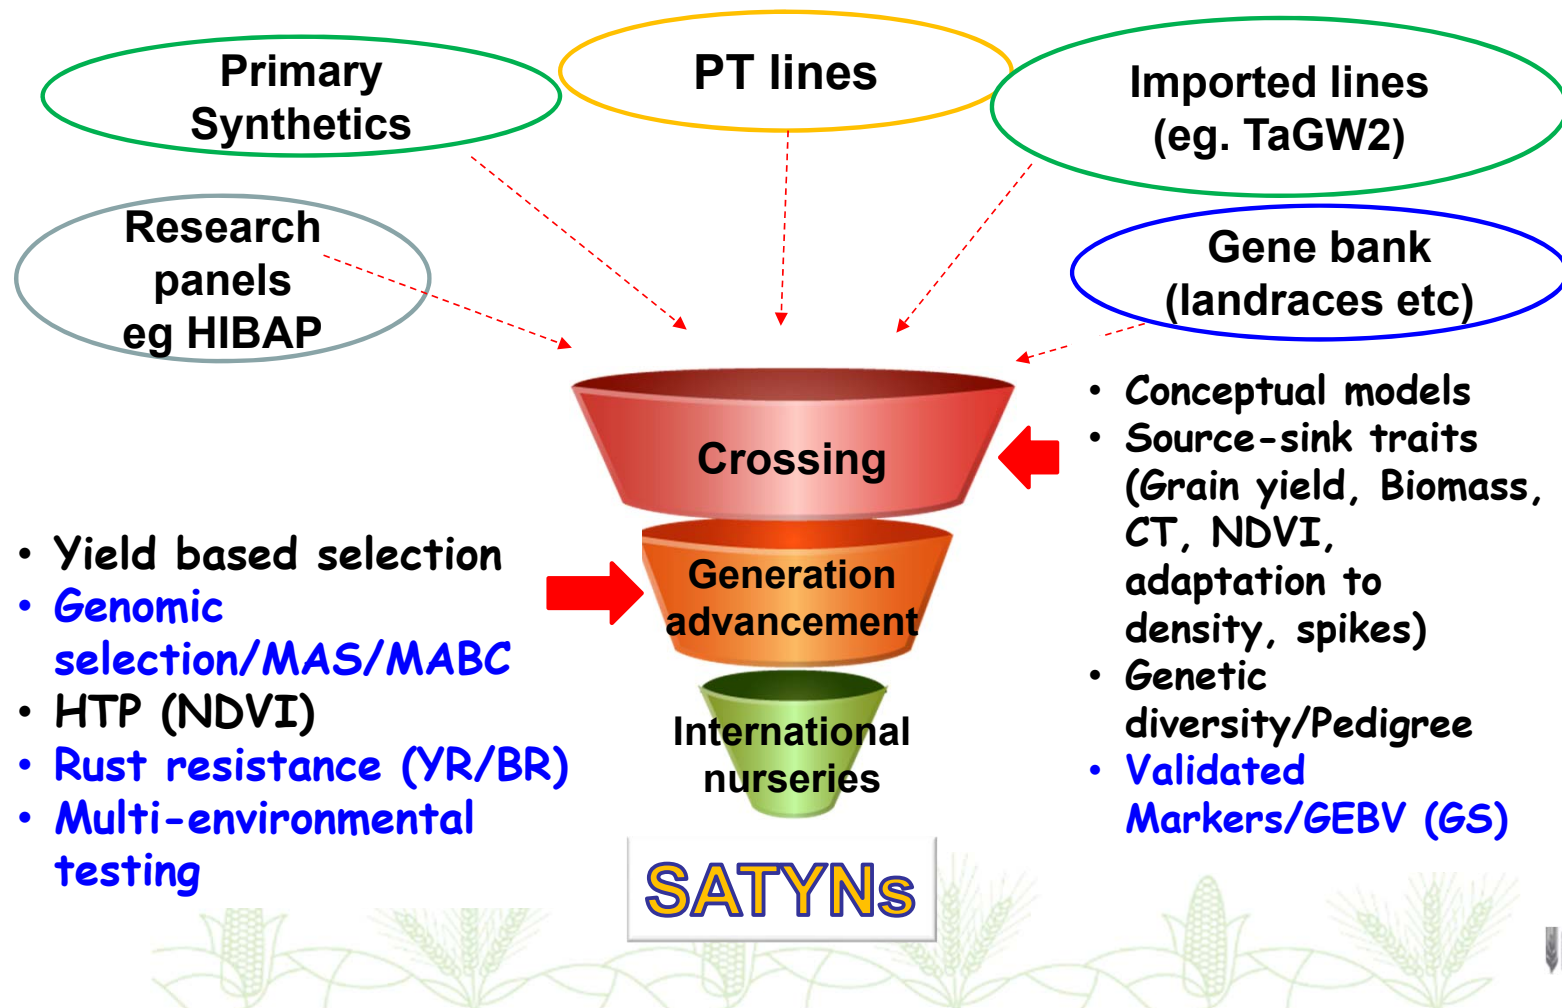 Primary
Synthetics
PT lines
Imported lines
(eg. TaGW2)
Research
panels
eg HIBAP
Gene bank
(landraces etc)
Crossing
Generation
advancement
International
nurseries
SATYNs
• Yield based selection
• Genomic
selection/MAS/MABC
• HTP (NDVI)
• Rust resistance (YR/BR)
• Multi-environmental
testing
• Conceptual models
• Source-sink traits
(Grain yield, Biomass,
CT, NDVI,
adaptation to
density, spikes)
• Genetic
diversity/Pedigree
• Validated
Markers/GEBV (GS)